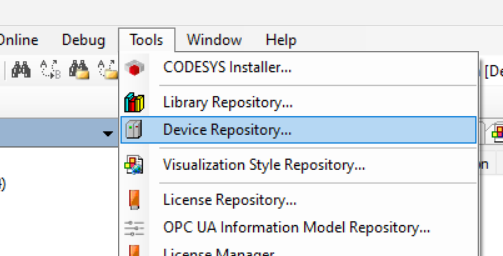 Online Debug Tools Window Help
CODESYS Installer...
[De
Library Repository...
Device Repository...
Visualization Style Repository...
License Repository...
OPC UA Information Model Repository...
License Manager